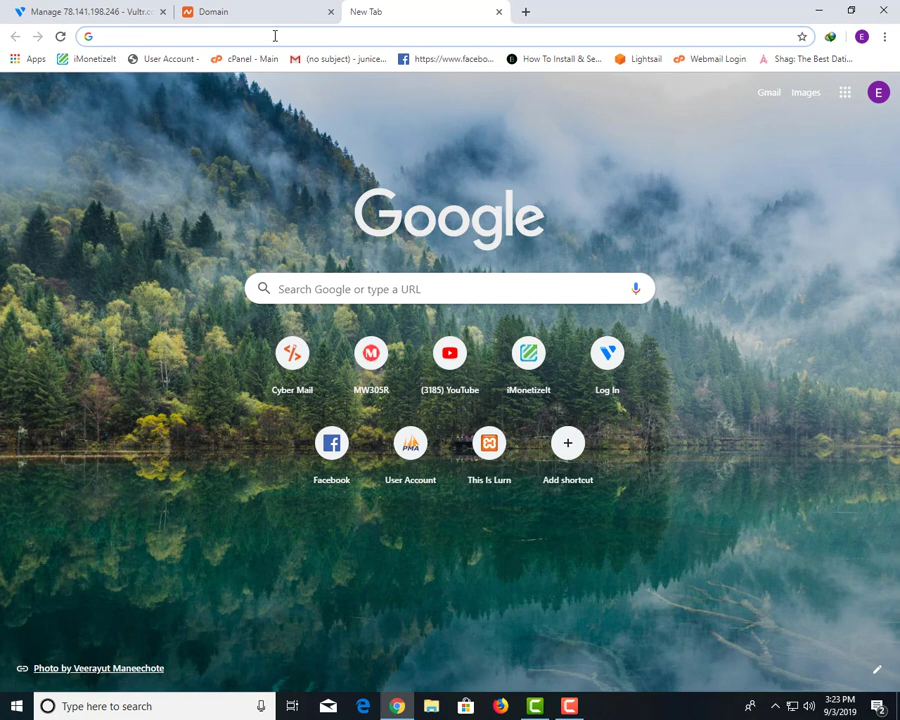 Manage 78.141.198.246 - Vultr.co
Domain
New Tab
Apps
iMonetizeIt
User Account -
cPanel - Main
(no subject) - junice...
https://www.facebo...
How To Install & Se...
Lightsail
Webmail Login
Shag: The Best Dati...
E
Gmail
Images
E
Google
Search Google or type a URL
Cyber Mail
MW305R
(3185) YouTube
iMonetizeIt
Log In
Facebook
PMA
User Account
This Is Lurn
Add shortcut
Photo by Veerayut Maneechote
Type here to search
3:23 PM
9/3/2019
2